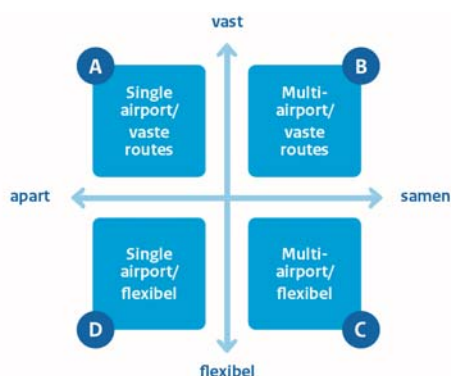 vast
A
Single
airport/
vaste
routes
B
Multi-
airport/
vaste
routes
apart
samen
Single
airport/
flexibel
D
Multi-
airport/
flexibel
C
flexibel